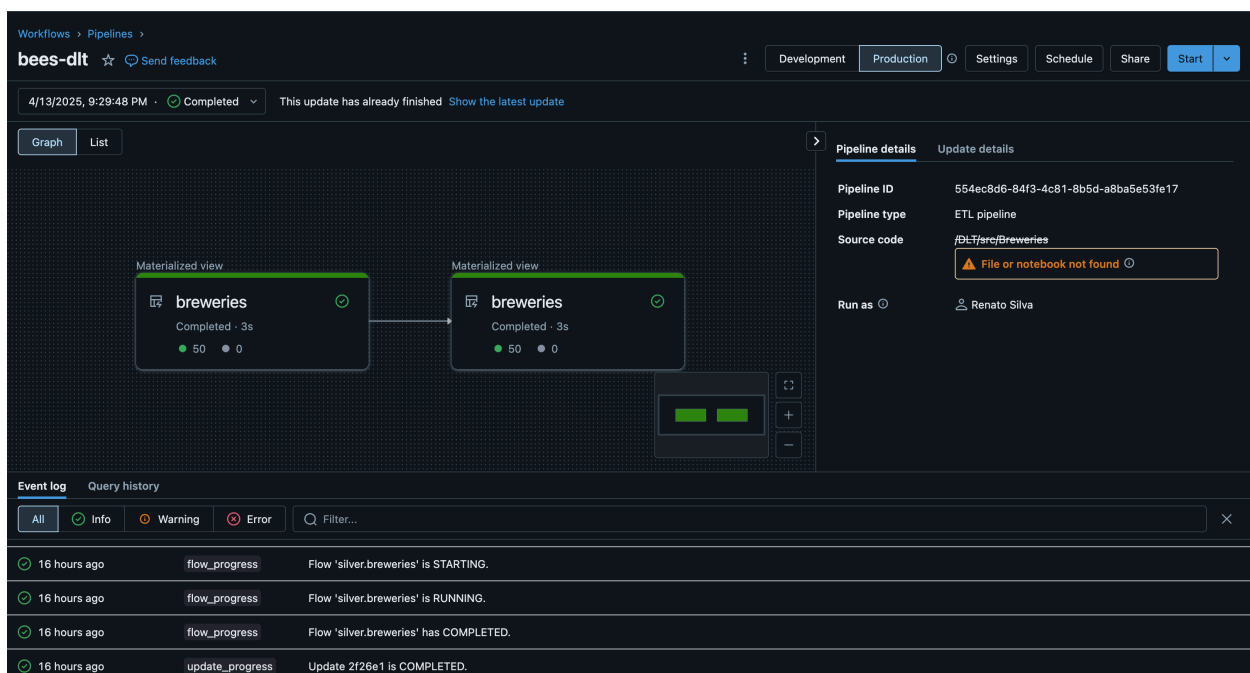 Workflows › Pipelines ›
bees-dlt Send feedback
Development Production Settings Schedule Share Start
4/13/2025, 9:29:48 PM · Completed This update has already finished Show the latest update
Graph List
Pipeline details Update details
Pipeline ID 554ec8d6-84f3-4c81-8b5d-a8ba5e53fe17
Pipeline type ETL pipeline
Source code /DLT/src/Breweries
File or notebook not found
Run as Renato Silva
Materialized view Materialized view
breweries breweries
Completed · 3s Completed · 3s
50 0 50 0
Event log Query history
All Info Warning Error Filter...
16 hours ago flow_progress Flow 'silver.breweries' is STARTING.
16 hours ago flow_progress Flow 'silver.breweries' is RUNNING.
16 hours ago flow_progress Flow 'silver.breweries' has COMPLETED.
16 hours ago update_progress Update 2f26e1 is COMPLETED.